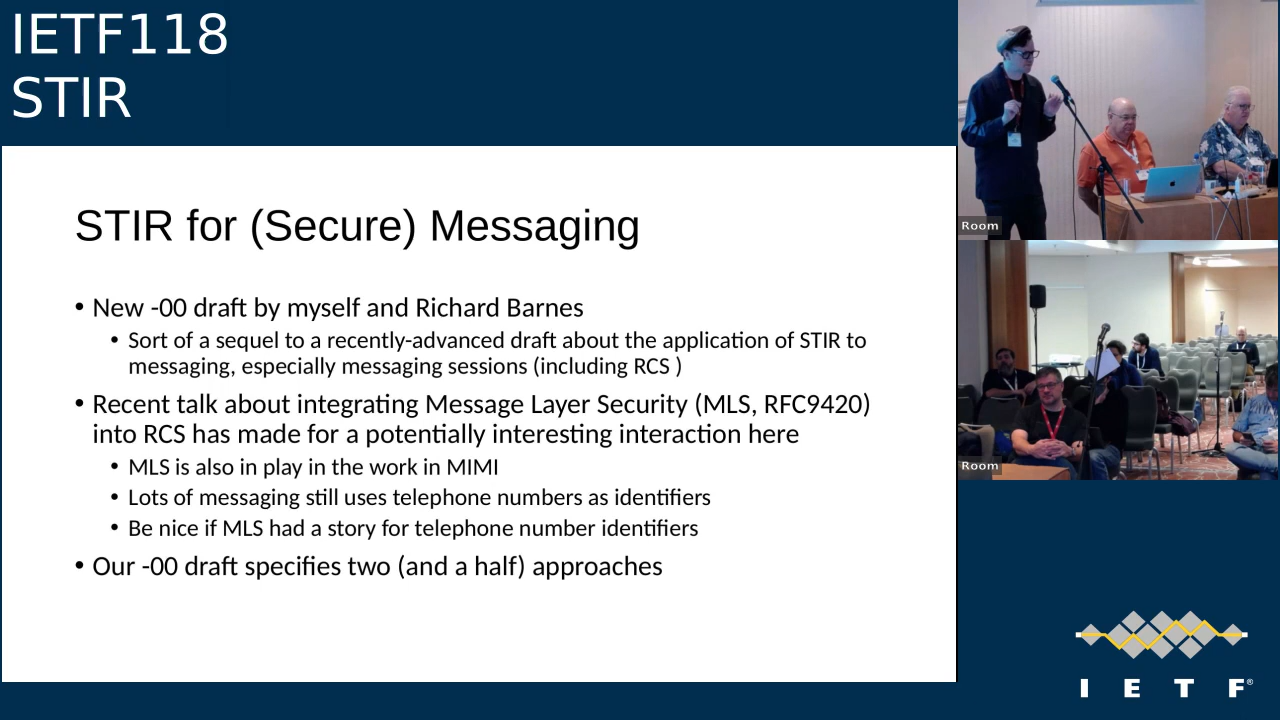 IETF118
STIR
STIR for (Secure) Messaging
• New -00 draft by myself and Richard Barnes
• Sort of a sequel to a recently-advanced draft about the application of STIR to
messaging, especially messaging sessions (including RCS )
• Recent talk about integrating Message Layer Security (MLS, RFC9420)
into RCS has made for a potentially interesting interaction here
• MLS is also in play in the work in MIMI
• Lots of messaging still uses telephone numbers as identifiers
• Be nice if MLS had a story for telephone number identifiers
• Our -00 draft specifies two (and a half) approaches
Room
Room
I E T F®